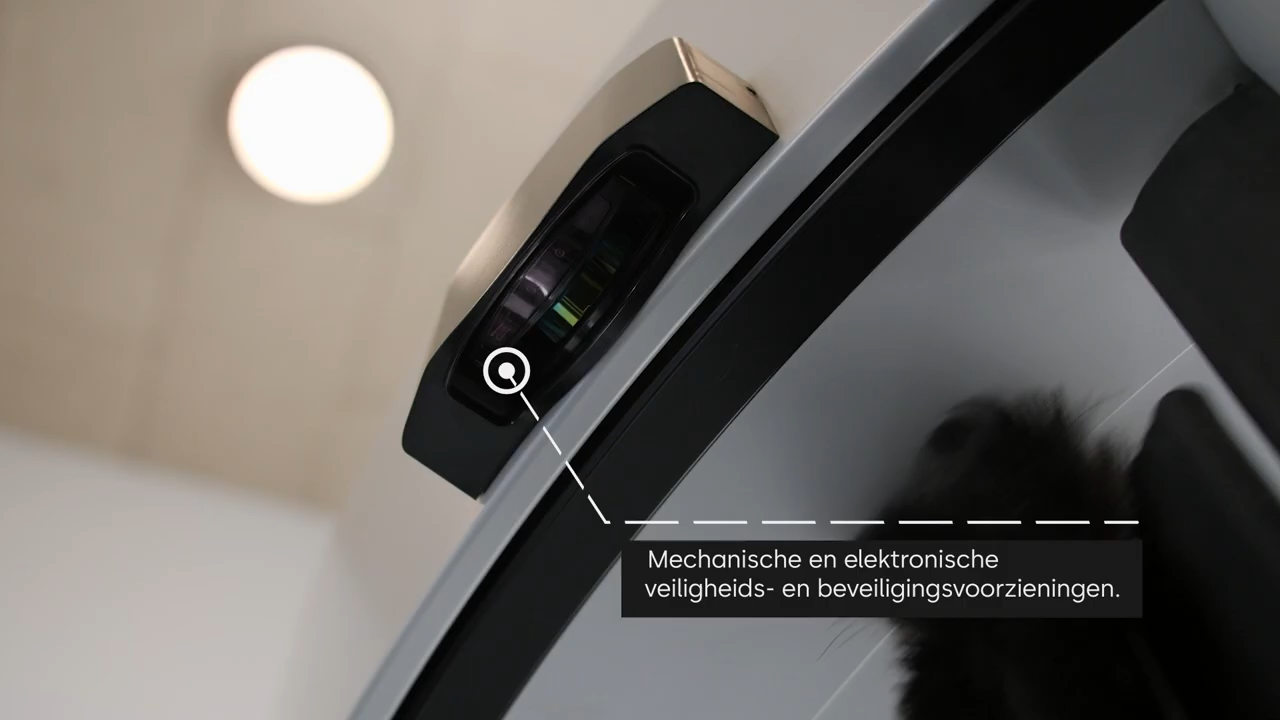 Mechanische en elektronische
veiligheids- en beveiligingsvoorzieningen.